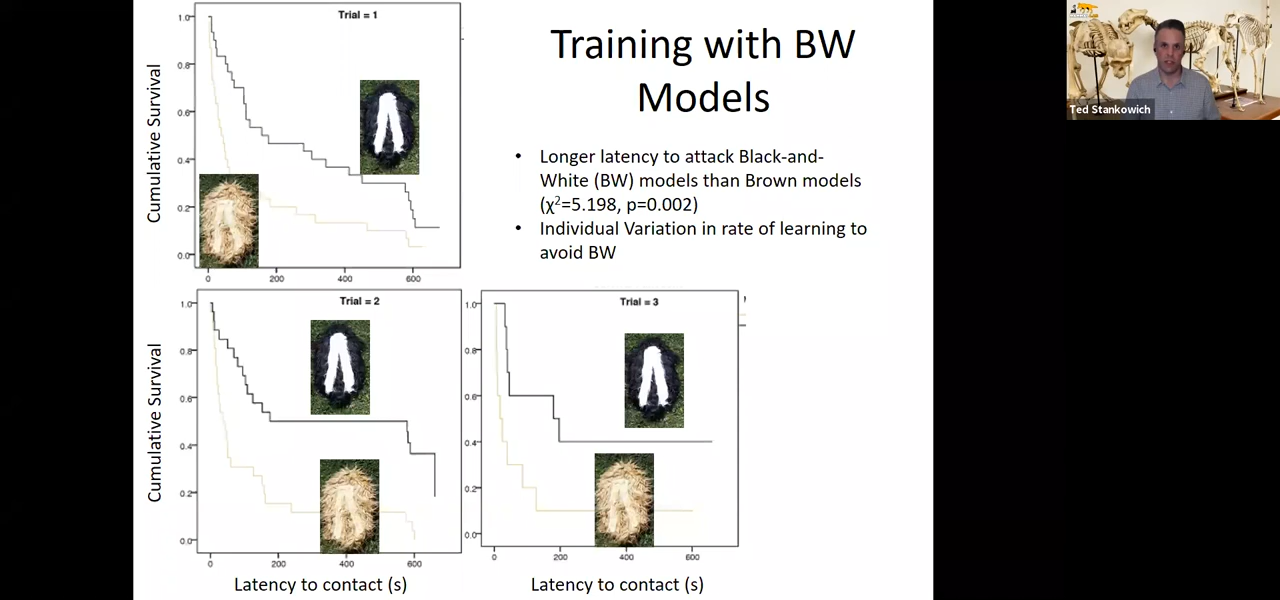 Training with BW
Models
• Longer latency to attack Black-and-
White (BW) models than Brown models
(χ²=5.198, p=0.002)
• Individual Variation in rate of learning to
avoid BW
Trial = 1
Cumulative Survival
1.0
0.8
0.6
0.4
0.2
0.0
0 200 400 600
Trial = 2
Cumulative Survival
1.0
0.8
0.6
0.4
0.2
0.0
0 200 400 600
Latency to contact (s)
Trial = 3
1.0
0.8
0.6
0.4
0.2
0.0
0 200 400 600
Latency to contact (s)
Ted Stankowich